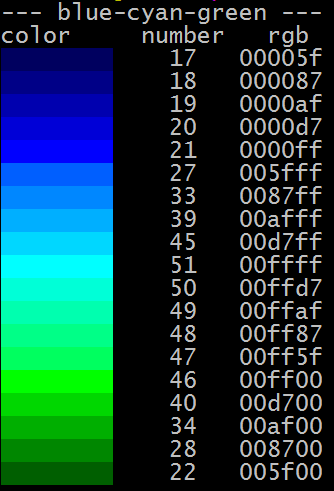 --- blue-cyan-green ---
color number rgb
17 00005f
18 000087
19 0000af
20 0000d7
21 0000ff
27 005fff
33 0087ff
39 00afff
45 00d7ff
51 00ffff
50 00ffd7
49 00ffaf
48 00ff87
47 00ff5f
46 00ff00
40 00d700
34 00af00
28 008700
22 005f00